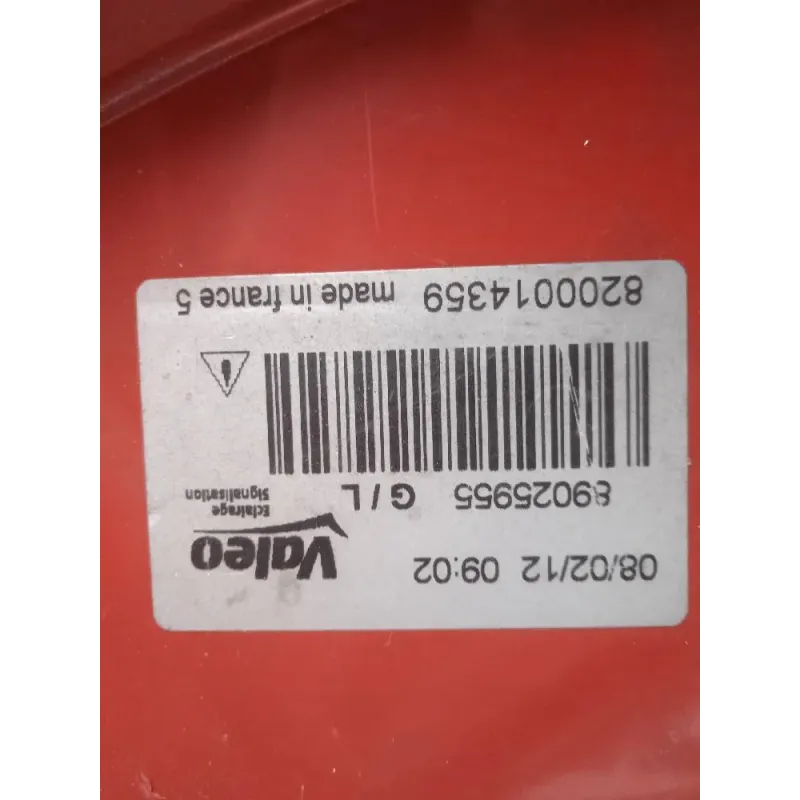 08/02/12 09:02
Valeo
Eclairage
Signalisation
89025955 G / L
!
8200014359 made in france 5